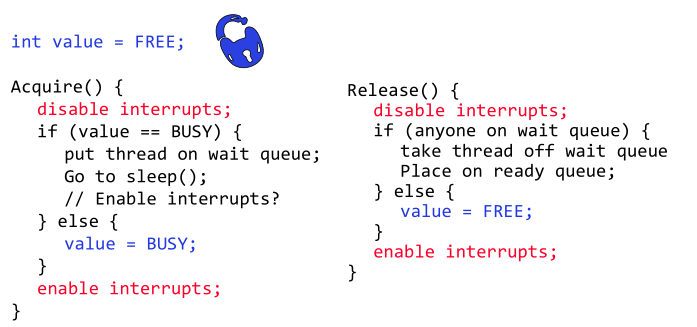 int value = FREE;
Acquire() {
disable interrupts;
if (value == BUSY) {
put thread on wait queue;
Go to sleep();
// Enable interrupts?
} else {
value = BUSY;
}
enable interrupts;
}
Release() {
disable interrupts;
if (anyone on wait queue) {
take thread off wait queue
Place on ready queue;
} else {
value = FREE;
}
enable interrupts;
}